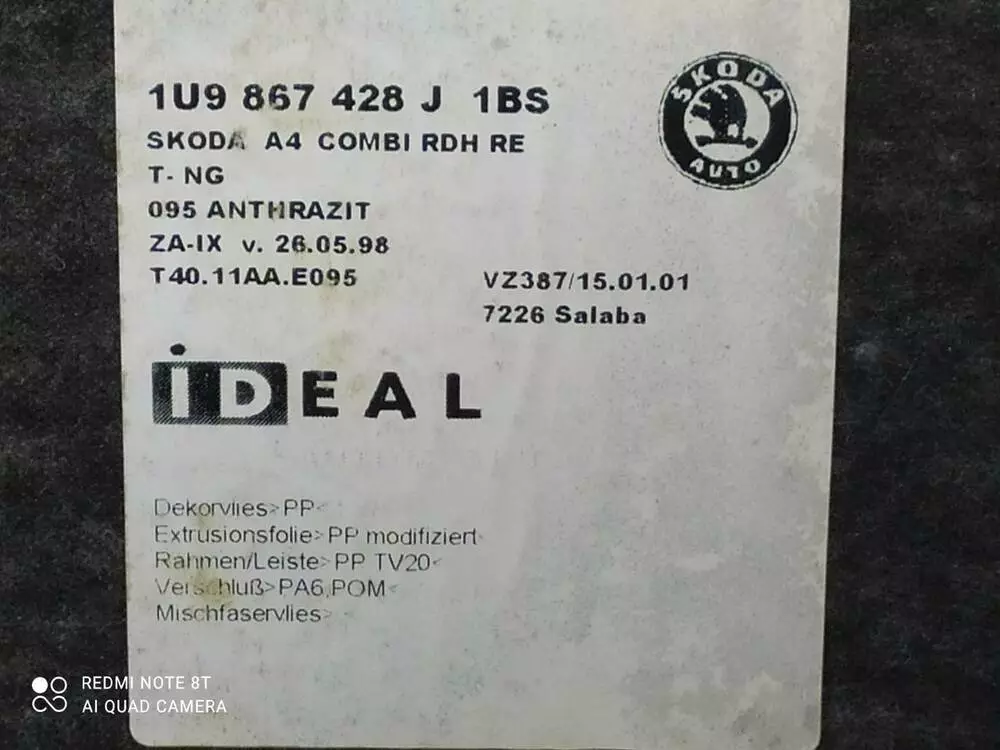 1U9 867 428 J 1BS
SKODA A4 COMBI RDH RE
T- NG
095 ANTHRAZIT
ZA-IX v. 26.05.98
T40.11AA.E095
VZ387/15.01.01
7226 Salaba
ŠKODA
AUTO
iDEAL
Dekorvlies>PP<
Extrusionsfolie>PP modifiziert
Rahmen/Leiste>PP TV20<
Verschluß>PA6,POM<
Mischfaservlies> <
REDMI NOTE 8T
AI QUAD CAMERA